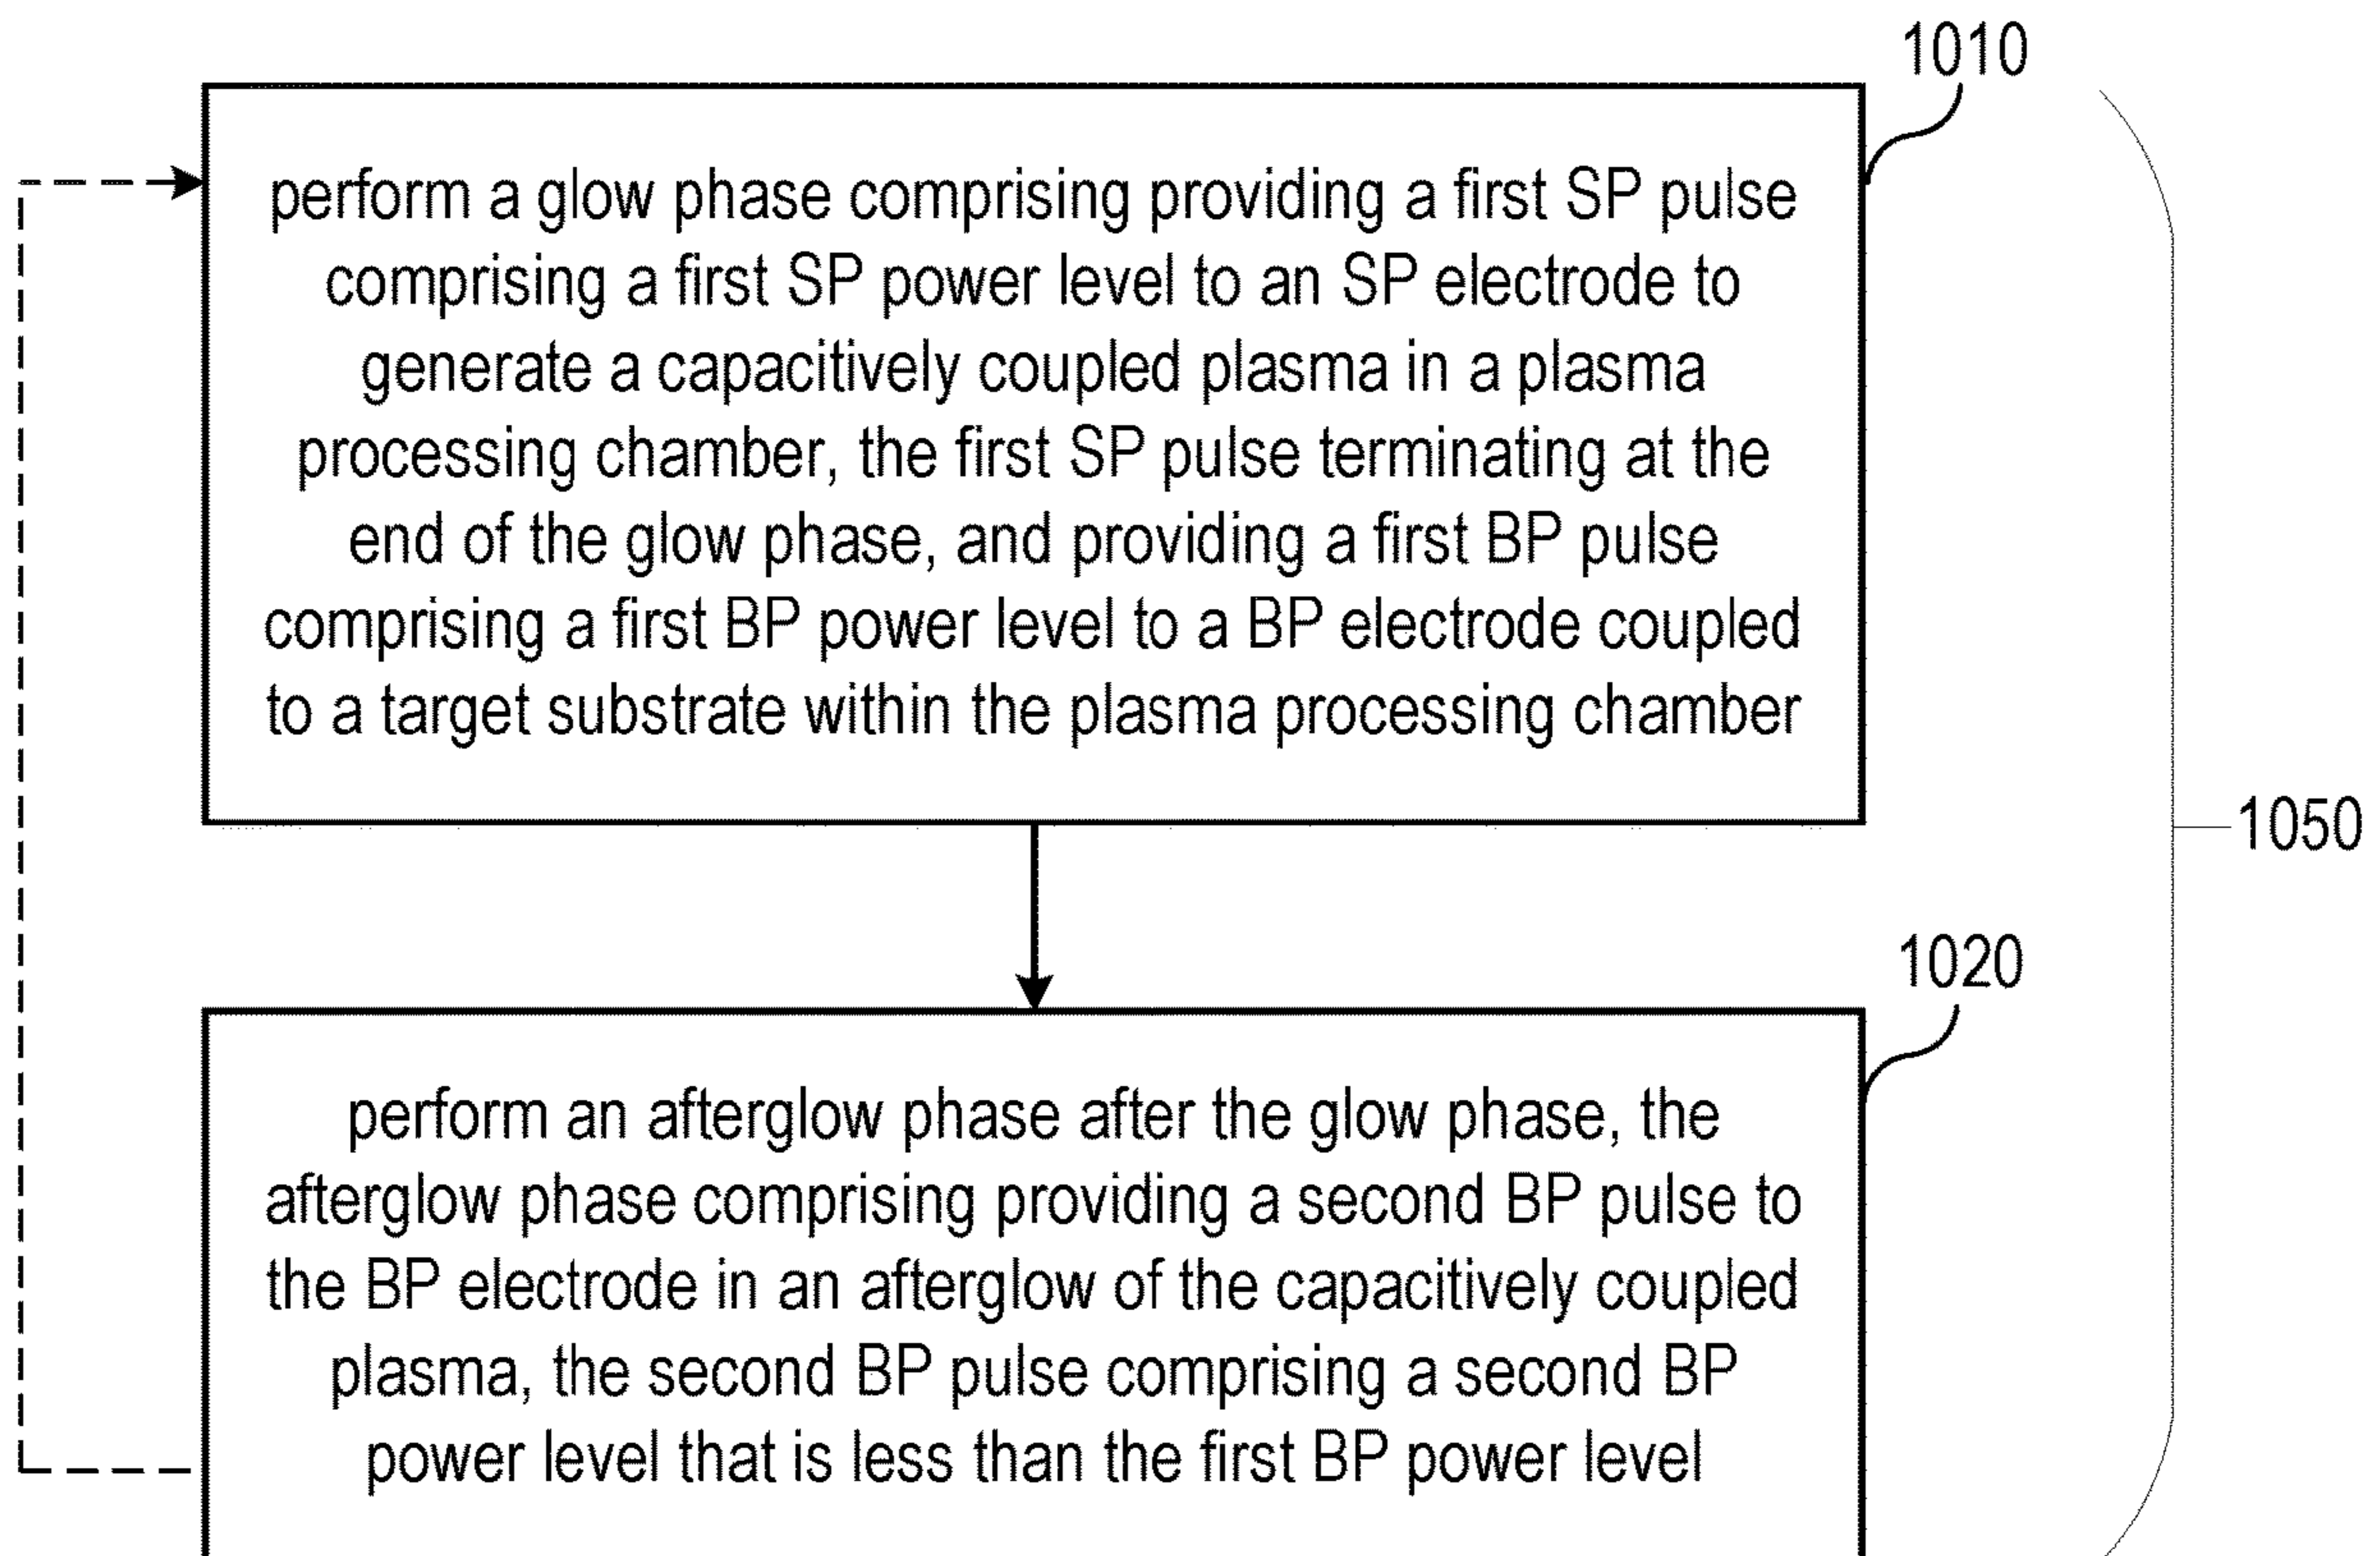 1010
perform a glow phase comprising providing a first SP pulse
comprising a first SP power level to an SP electrode to
generate a capacitively coupled plasma in a plasma
processing chamber, the first SP pulse terminating at the
end of the glow phase, and providing a first BP pulse
comprising a first BP power level to a BP electrode coupled
to a target substrate within the plasma processing chamber
1050
1020
perform an afterglow phase after the glow phase, the
afterglow phase comprising providing a second BP pulse to
the BP electrode in an afterglow of the capacitively coupled
plasma, the second BP pulse comprising a second BP
power level that is less than the first BP power level